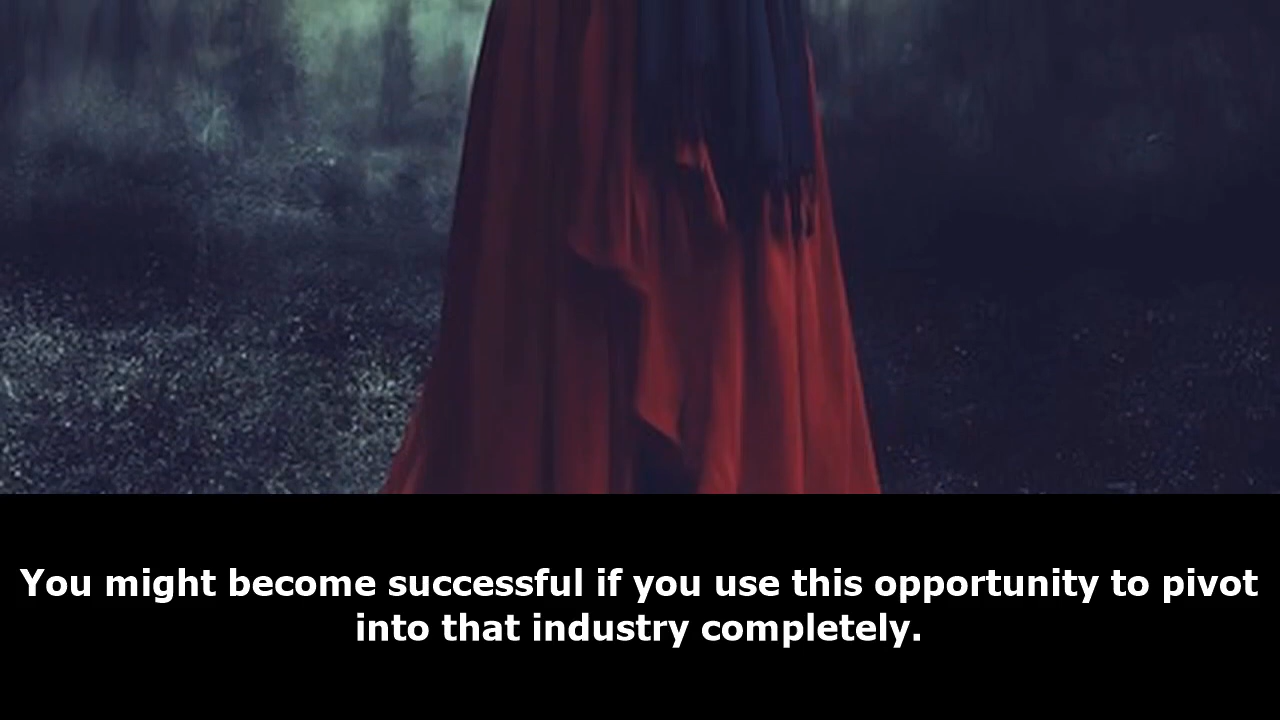 You might become successful if you use this opportunity to pivot
into that industry completely.